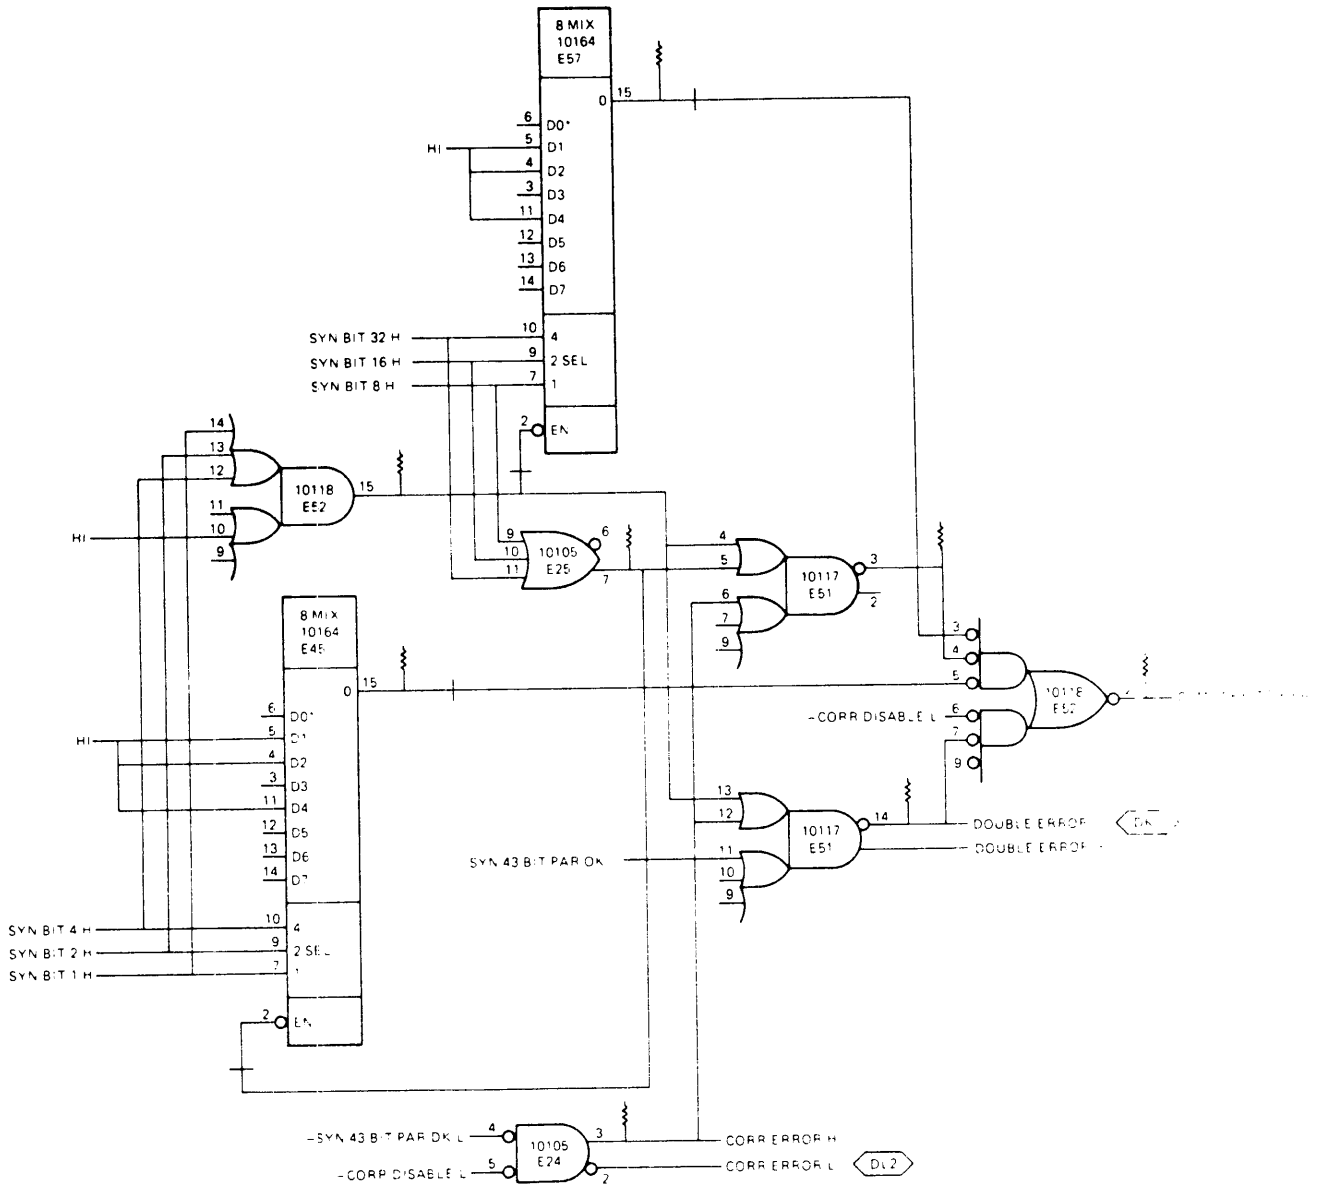 8 MIX
10164
E57
0 15
6 D0*
HI 5 D1
4 D2
3 D3
11 D4
12 D5
13 D6
14 D7
SYN BIT 32 H 10 4
SYN BIT 16 H 9 2 SEL
SYN BIT 8 H 7 1
2 EN
14
13
12
10118
E52
15
11
HI 10
9
9
10
11
10105
E25
6
7
4
5
10117
E51
3
2
6
7
9
8 MIX
10164
E45
0 15
6 D0*
HI 5 D1
4 D2
3 D3
11 D4
12 D5
13 D6
14 D7
SYN BIT 4 H 10 4
SYN BIT 2 H 9 2 SEL
SYN BIT 1 H 7 1
2 EN
3
4
5
10118
E52
-CORR DISABLE L 6
7
9
13
12
10117
E51
14 DOUBLE ERROR
DOUBLE ERROR
SYN 43 BIT PAR OK 11
10
9
-SYN 43 BIT PAR OK L 4
-CORR DISABLE L 5
10105
E24
3 CORR ERROR H
2 CORR ERROR L